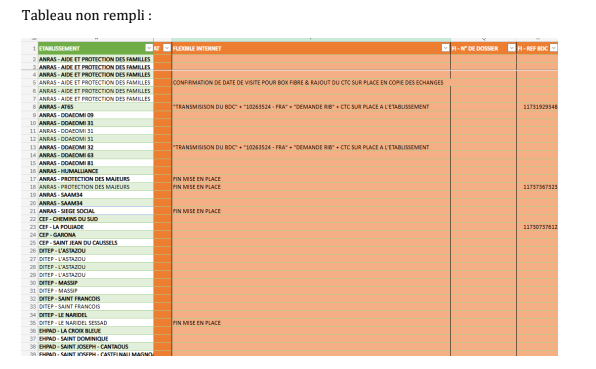 Tableau non rempli :
1 ETABLISSEMENT AT FLEXIBLE INTERNET FI - N° DE DOSSIER FI - REF BDC
2 ANRAS - AIDE ET PROTECTION DES FAMILLES
3 ANRAS - AIDE ET PROTECTION DES FAMILLES
4 ANRAS - AIDE ET PROTECTION DES FAMILLES
5 ANRAS - AIDE ET PROTECTION DES FAMILLES CONFIRMATION DE DATE DE VISITE POUR BOX FIBRE & RAJOUT DU CTC SUR PLACE EN COPIE DES ECHANGES
6 ANRAS - AIDE ET PROTECTION DES FAMILLES
7 ANRAS - AIDE ET PROTECTION DES FAMILLES
8 ANRAS - AT65 "TRANSMISISON DU BDC" + "10263524 - FRA" + "DEMANDE RIB" + CTC SUR PLACE A L'ETABLISSEMENT 11731929348
9 ANRAS - DDAEOMI 09
10 ANRAS - DDAEOMI 31
11 ANRAS - DDAEOMI 31
12 ANRAS - DDAEOMI 31
13 ANRAS - DDAEOMI 32 "TRANSMISISON DU BDC" + "10263524 - FRA" + "DEMANDE RIB" + CTC SUR PLACE A L'ETABLISSEMENT
14 ANRAS - DDAEOMI 63
15 ANRAS - DDAEOMI 81
16 ANRAS - HUMALLIANCE
17 ANRAS - PROTECTION DES MAJEURS FIN MISE EN PLACE
18 ANRAS - PROTECTION DES MAJEURS FIN MISE EN PLACE 11737367323
19 ANRAS - SAAM34
20 ANRAS - SAAM34
21 ANRAS - SIEGE SOCIAL FIN MISE EN PLACE
22 CEF - CHEMINS DU SUD
23 CEF - LA POUJADE 11730737612
24 CEP - GARONA
25 CEP - SAINT JEAN DU CAUSSELS
26 DITEP - L'ASTAZOU
27 DITEP - L'ASTAZOU
28 DITEP - L'ASTAZOU
29 DITEP - L'ASTAZOU
30 DITEP - MASSIP
31 DITEP - MASSIP
32 DITEP - SAINT FRANCOIS
33 DITEP - SAINT FRANCOIS
34 DITEP - LE NARIDEL
35 DITEP - LE NARIDEL SESSAD FIN MISE EN PLACE
36 EHPAD - LA CROIX BLEUE
37 EHPAD - SAINT DOMINIQUE
38 EHPAD - SAINT JOSEPH - CANTAOUS
39 EHPAD - SAINT JOSEPH - CASTELNAU MAGNO